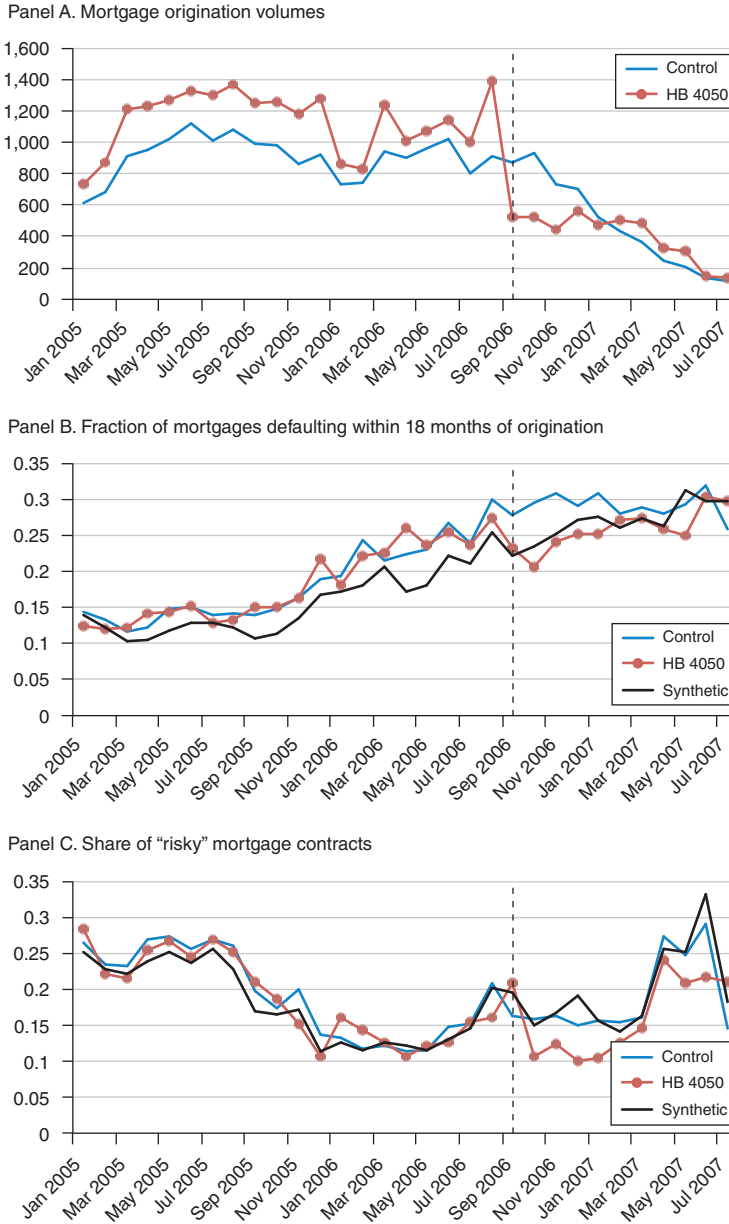 Panel A. Mortgage origination volumes
1,600
1,400
1,200
1,000
800
600
400
200
0
Control
HB 4050
Jan 2005
Mar 2005
May 2005
Jul 2005
Sep 2005
Nov 2005
Jan 2006
Mar 2006
May 2006
Jul 2006
Sep 2006
Nov 2006
Jan 2007
Mar 2007
May 2007
Jul 2007
Panel B. Fraction of mortgages defaulting within 18 months of origination
0.35
0.3
0.25
0.2
0.15
0.1
0.05
0
Control
HB 4050
Synthetic
Jan 2005
Mar 2005
May 2005
Jul 2005
Sep 2005
Nov 2005
Jan 2006
Mar 2006
May 2006
Jul 2006
Sep 2006
Nov 2006
Jan 2007
Mar 2007
May 2007
Jul 2007
Panel C. Share of “risky” mortgage contracts
0.35
0.3
0.25
0.2
0.15
0.1
0.05
0
Control
HB 4050
Synthetic
Jan 2005
Mar 2005
May 2005
Jul 2005
Sep 2005
Nov 2005
Jan 2006
Mar 2006
May 2006
Jul 2006
Sep 2006
Nov 2006
Jan 2007
Mar 2007
May 2007
Jul 2007